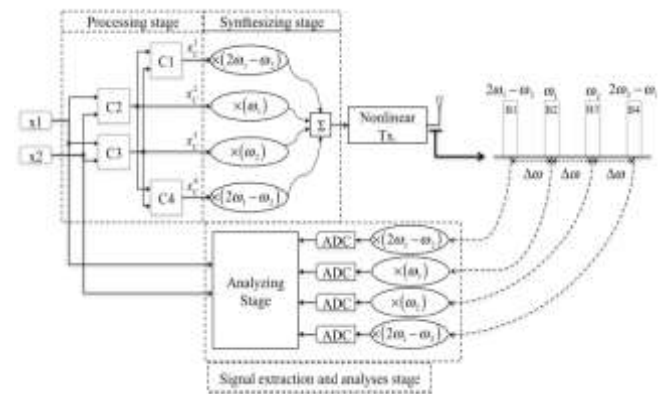 Processing stage
Synthesizing stage
C1
×(2ω₂ − ω₁)
C2
×(ω₁)
x1
x2
C3
×(ω₂)
C4
×(2ω₁ − ω₂)
Σ
Nonlinear
Tx.
2ω₁ − ω₂
ω₁
ω₂
2ω₂ − ω₁
B1
B2
B3
B4
Δω
Δω
Δω
Analyzing
Stage
ADC
×(2ω₂ − ω₁)
ADC
×(ω₁)
ADC
×(ω₂)
ADC
×(2ω₁ − ω₂)
Signal extraction and analyses stage